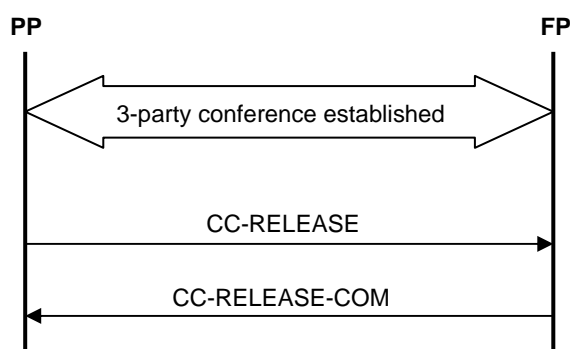 PP
FP
3-party conference established
CC-RELEASE
CC-RELEASE-COM